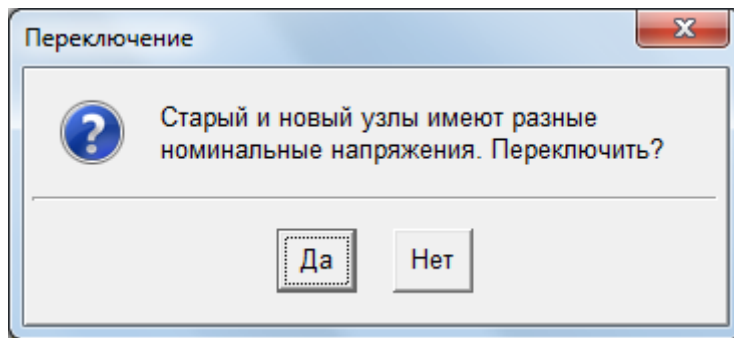 Переключение
Старый и новый узлы имеют разные
номинальные напряжения. Переключить?
Да
Нет